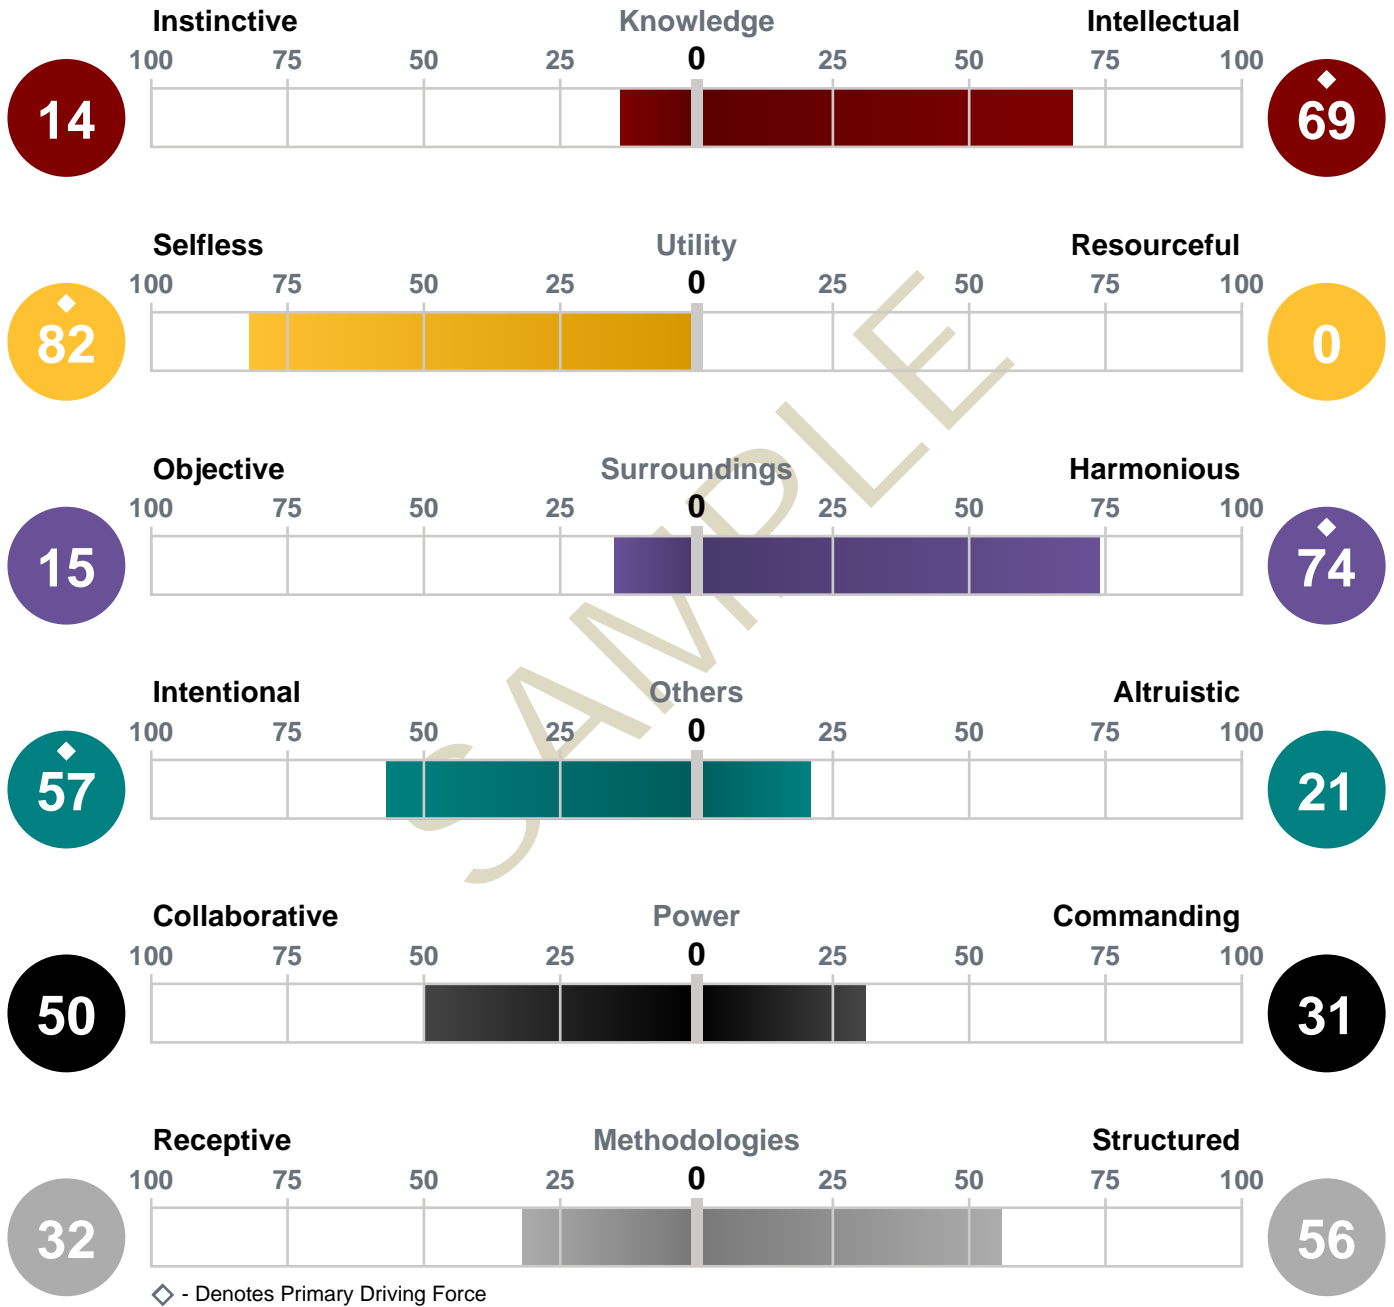 Instinctive Knowledge Intellectual
100 75 50 25 0 25 50 75 100
14 69
Selfless Utility Resourceful
100 75 50 25 0 25 50 75 100
82 0
Objective Surroundings Harmonious
100 75 50 25 0 25 50 75 100
15 74
Intentional Others Altruistic
100 75 50 25 0 25 50 75 100
57 21
Collaborative Power Commanding
100 75 50 25 0 25 50 75 100
50 31
Receptive Methodologies Structured
100 75 50 25 0 25 50 75 100
32 56
- Denotes Primary Driving Force
SAMPLE